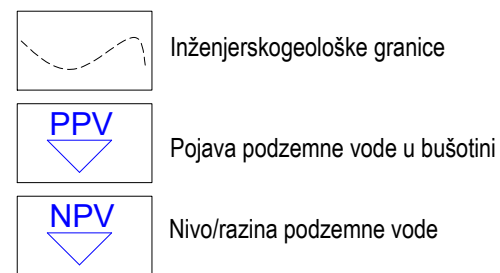 Inženjerskogeološke granice
PPV
Pojava podzemne vode u bušotini
NPV
Nivo/razina podzemne vode